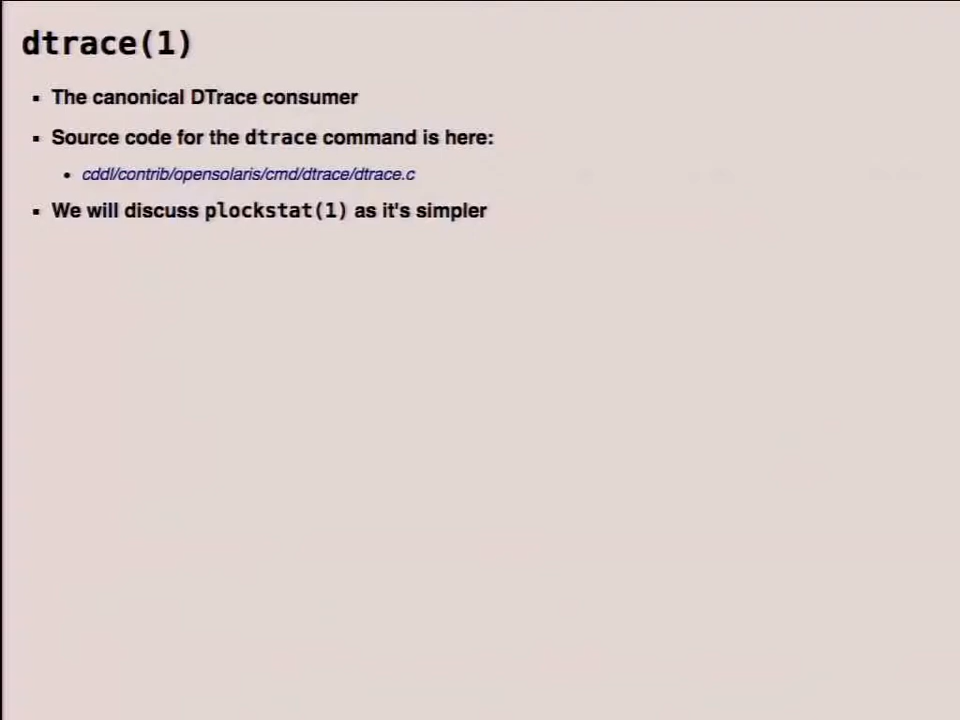 dtrace(1)
The canonical DTrace consumer
Source code for the dtrace command is here:
cddl/contrib/opensolaris/cmd/dtrace/dtrace.c
We will discuss plockstat(1) as it's simpler